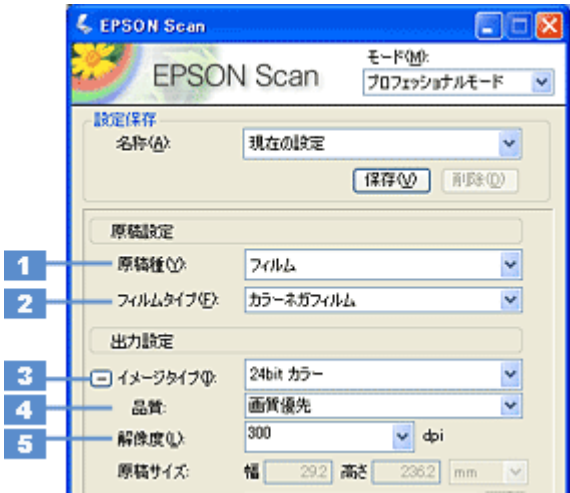 EPSON Scan
EPSON Scan
モード(M):
プロフェッショナルモード
設定保存
名称(A):
現在の設定
保存(V)
削除(D)
原稿設定
1
原稿種(Y):
フィルム
2
フィルムタイプ(F):
カラーネガフィルム
出力設定
3
イメージタイプ(I):
24bit カラー
4
品質:
画質優先
5
解像度(L):
300
dpi
原稿サイズ:
幅
29.2
高さ
236.2
mm